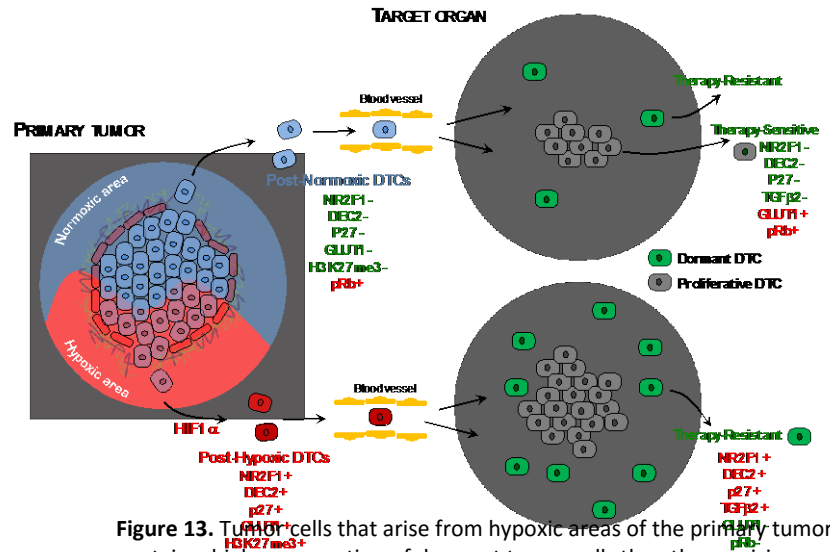 TARGET ORGAN
PRIMARY TUMOR
Normoxic area
Hypoxic area
Blood vessel
Post-Normoxic DTCs
NR2F1-
DEC2-
P27-
GLUT1-
H3K27me3-
pRb+
Therapy-Resistant
Therapy-Sensitive
NR2F1-
DEC2-
P27-
TGFβ2-
GLUT1+
pRb+
Dormant DTC
Proliferative DTC
HIF1α
Blood vessel
Post-Hypoxic DTCs
NR2F1+
DEC2+
p27+
GLUT1+
H3K27me3+
Therapy-Resistant
NR2F1+
DEC2+
p27+
TGFβ2+
pRb-
Figure 13. Tumor cells that arise from hypoxic areas of the primary tumor